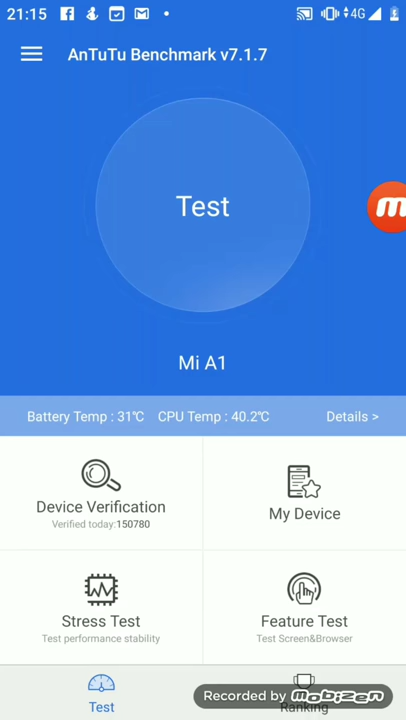 21:15
4G
AnTuTu Benchmark v7.1.7
Test
m
Mi A1
Battery Temp : 31℃ CPU Temp : 40.2℃ Details >
Device Verification
Verified today:150780
My Device
Stress Test
Test performance stability
Feature Test
Test Screen&Browser
Test
Ranking
Recorded by mobizen